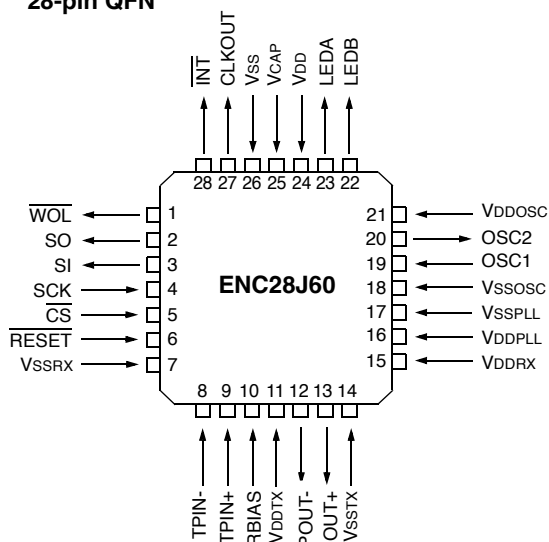 28-pin QFN
INT
CLKOUT
VSS
VCAP
VDD
LEDA
LEDB
28 27 26 25 24 23 22
WOL 1
SO 2
SI 3
SCK 4
CS 5
RESET 6
VSSRX 7
ENC28J60
21 VDDOSC
20 OSC2
19 OSC1
18 VSSOSC
17 VSSPLL
16 VDDPLL
15 VDDRX
8 9 10 11 12 13 14
TPIN-
TPIN+
RBIAS
VDDTX
POUT-
OUT+
VSSTX